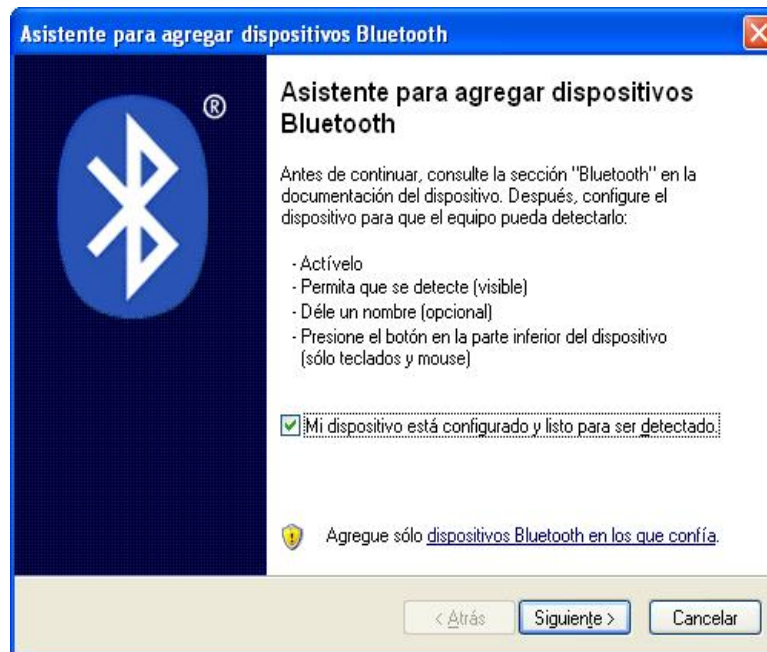 Asistente para agregar dispositivos Bluetooth
®
Asistente para agregar dispositivos
Bluetooth
Antes de continuar, consulte la sección "Bluetooth" en la
documentación del dispositivo. Después, configure el
dispositivo para que el equipo pueda detectarlo:
- Actívelo
- Permita que se detecte (visible)
- Déle un nombre (opcional)
- Presione el botón en la parte inferior del dispositivo
(sólo teclados y mouse)
Mi dispositivo está configurado y listo para ser detectado.
Agregue sólo dispositivos Bluetooth en los que confía.
< Atrás Siguiente > Cancelar